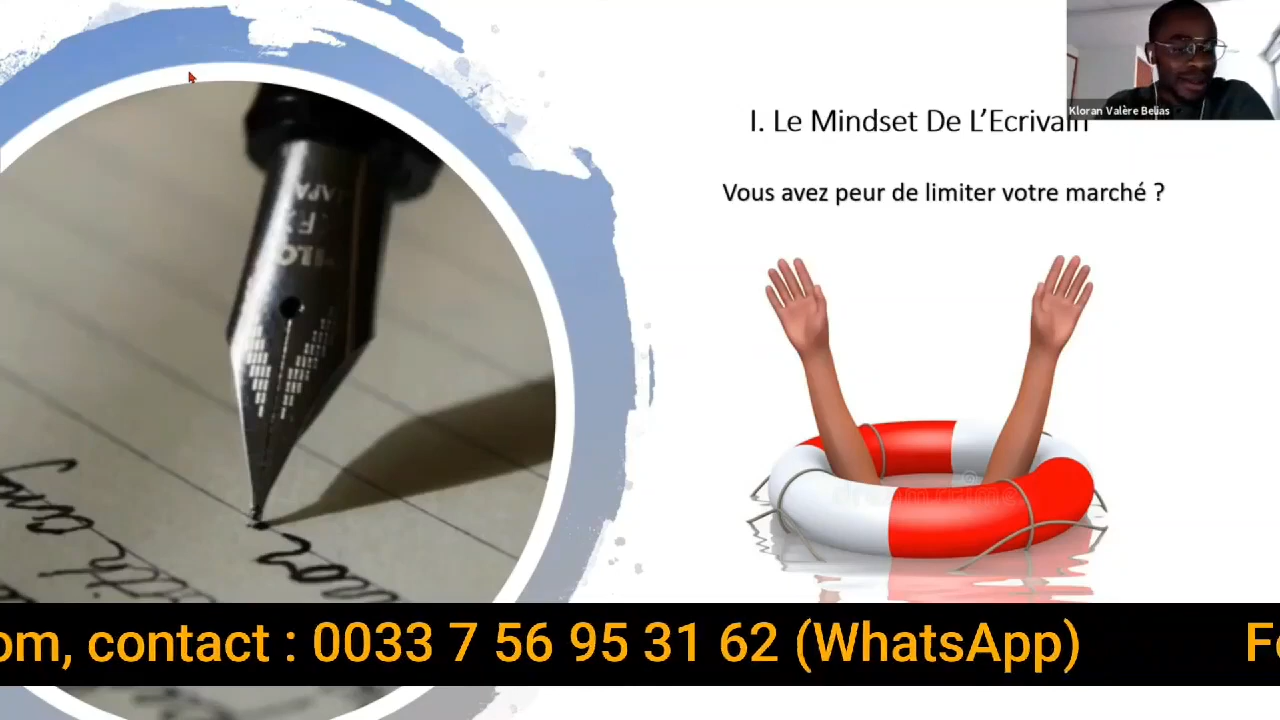 Kloran Valère Belias
I. Le Mindset De L’Ecrivain
Vous avez peur de limiter votre marché ?
om, contact : 0033 7 56 95 31 62 (WhatsApp)